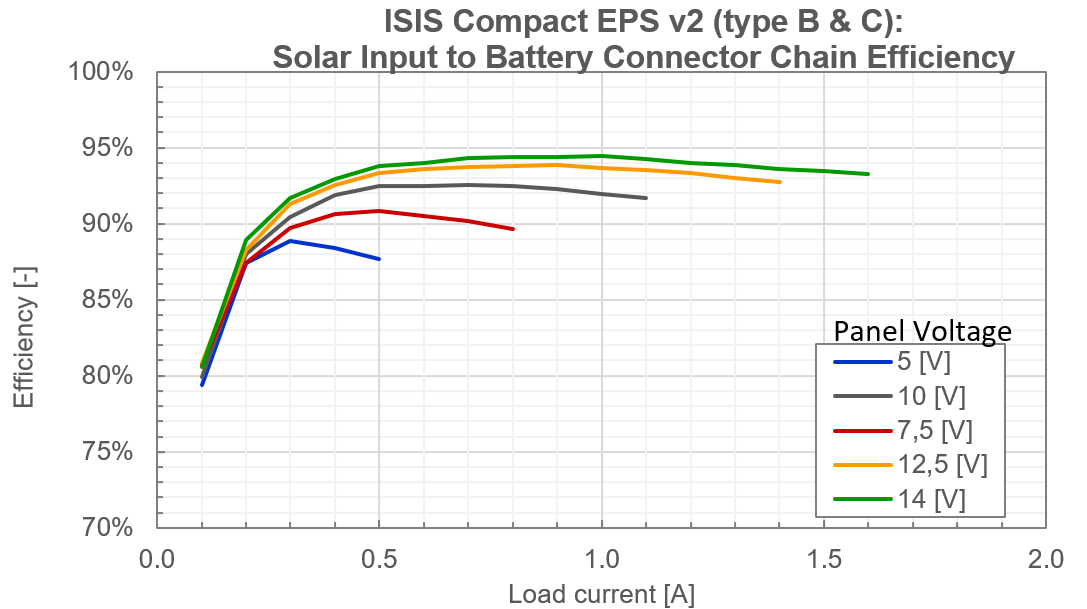 ISIS Compact EPS v2 (type B & C):
Solar Input to Battery Connector Chain Efficiency
100%
95%
90%
85%
80%
75%
70%
Efficiency [-]
0.0
0.5
1.0
1.5
2.0
Load current [A]
Panel Voltage
5 [V]
10 [V]
7,5 [V]
12,5 [V]
14 [V]